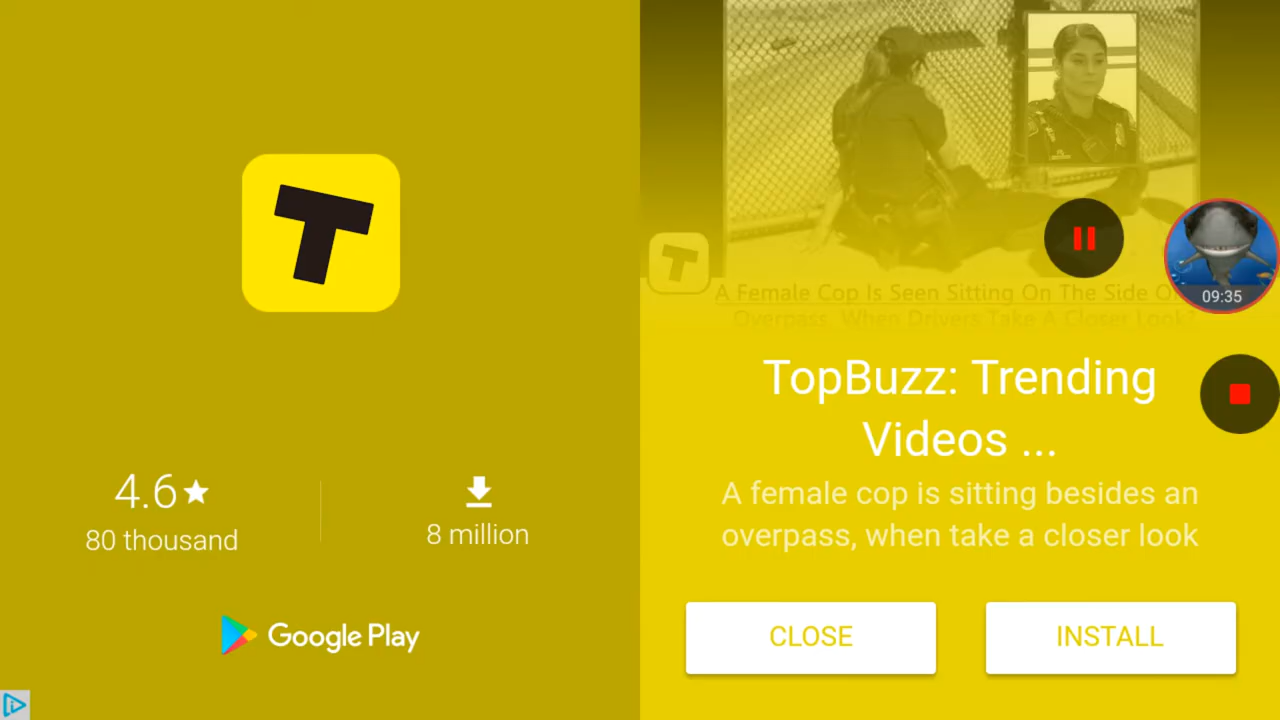 T
4.6★
80 thousand
8 million
Google Play
T
A Female Cop Is Seen Sitting On The Side
Overpass, When Drivers Take A Closer Look
TopBuzz: Trending
Videos ...
A female cop is sitting besides an
overpass, when take a closer look
CLOSE
INSTALL
09:35